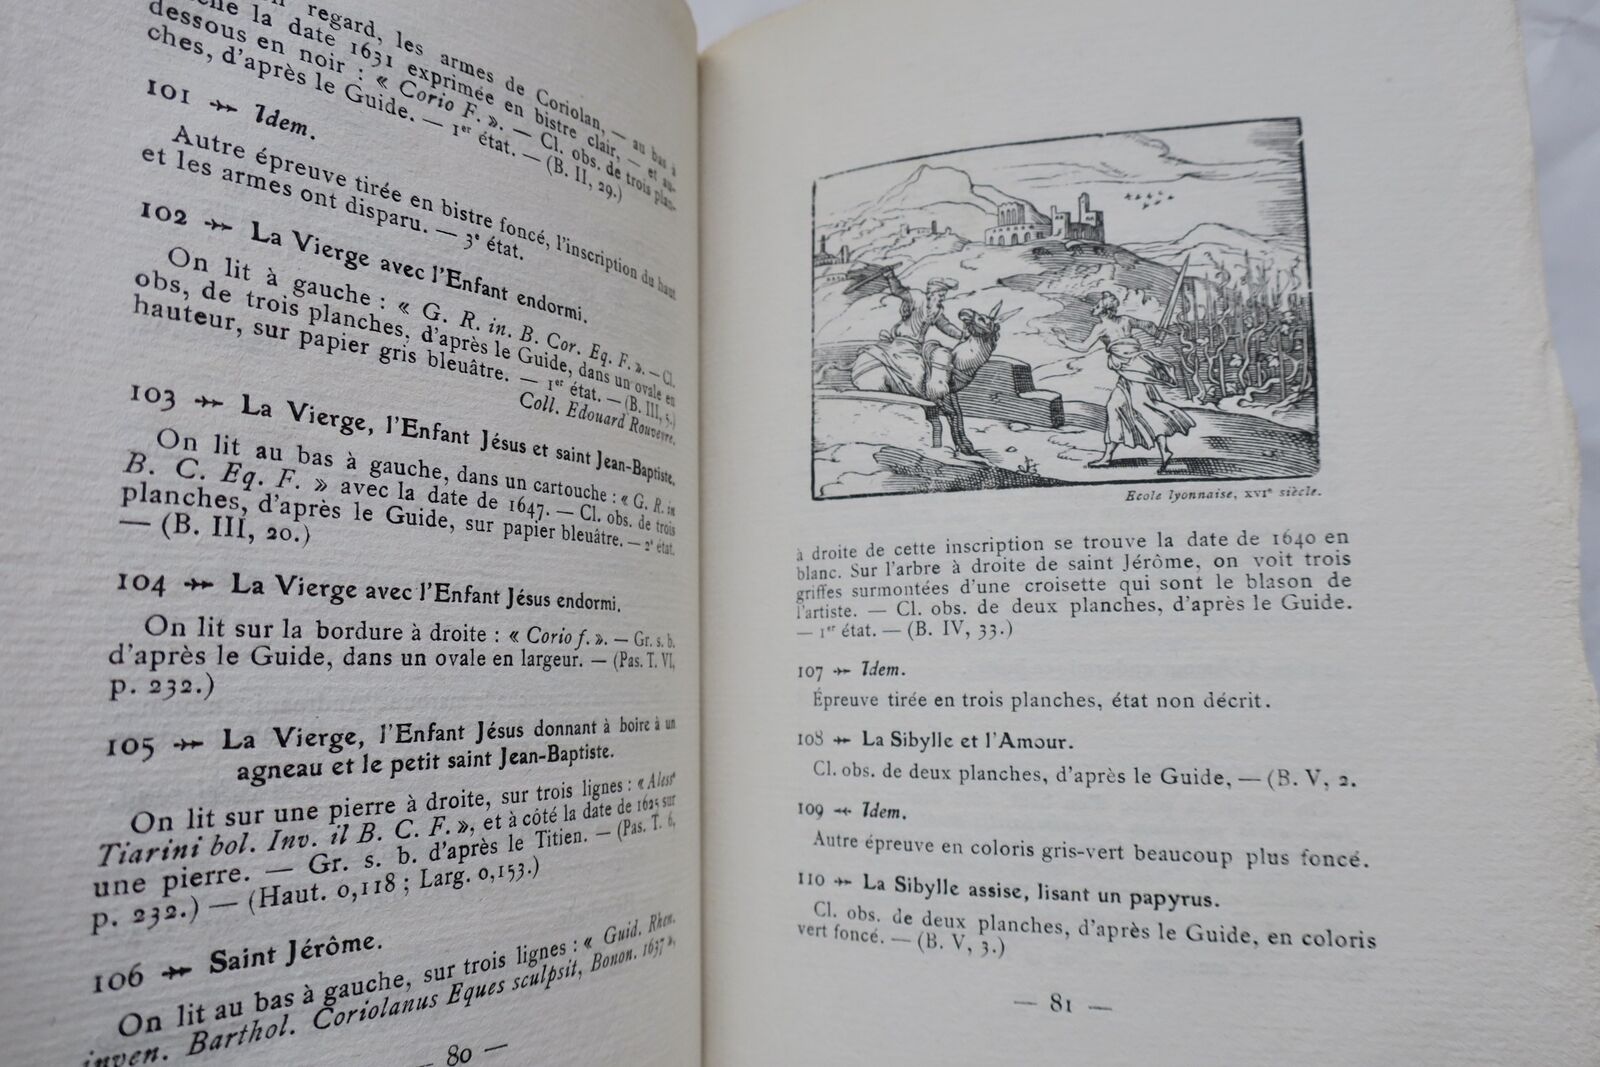 en regard, les armes de Coriolan, — au bas à
la date 1631 exprimée en bistre clair, — et au-
dessous en noir : « Corio F. ». — Cl. obs. de trois plan-
ches, d'après le Guide. — 1er état. — (B. II, 29.)
101 ➳ Idem.
Autre épreuve tirée en bistre foncé, l'inscription du haut
et les armes ont disparu. — 3e état.
102 ➳ La Vierge avec l'Enfant endormi.
On lit à gauche : « G. R. in. B. Cor. Eq. F. ». — Cl.
obs, de trois planches, d'après le Guide, dans un ovale en
hauteur, sur papier gris bleuâtre. — 1er état. — (B. III, 5.)
Coll. Edouard Rouveyre.
103 ➳ La Vierge, l'Enfant Jésus et saint Jean-Baptiste.
On lit au bas à gauche, dans un cartouche : « G. R. in
B. C. Eq. F. » avec la date de 1647. — Cl. obs. de trois
planches, d'après le Guide, sur papier bleuâtre. — 2e état.
— (B. III, 20.)
104 ➳ La Vierge avec l'Enfant Jésus endormi.
On lit sur la bordure à droite : « Corio f. ». — Gr. s. b.
d'après le Guide, dans un ovale en largeur. — (Pas. T. VI,
p. 232.)
105 ➳ La Vierge, l'Enfant Jésus donnant à boire à un
agneau et le petit saint Jean-Baptiste.
On lit sur une pierre à droite, sur trois lignes : « Aless
Tiarini bol. Inv. il B. C. F. », et à côté la date de 1625 sur
une pierre. — Gr. s. b. d'après le Titien. — (Pas. T. 6,
p. 232.) — (Haut. 0,118 ; Larg. 0,153.)
106 ➳ Saint Jérôme.
On lit au bas à gauche, sur trois lignes : « Guid. Rhen.
inven. Barthol. Coriolanus Eques sculpsit, Bonon. 1637 »,
— 80 —
Ecole lyonnaise, XVIe siècle.
à droite de cette inscription se trouve la date de 1640 en
blanc. Sur l'arbre à droite de saint Jérôme, on voit trois
griffes surmontées d'une croisette qui sont le blason de
l'artiste. — Cl. obs. de deux planches, d'après le Guide.
— 1er état. — (B. IV, 33.)
107 ➳ Idem.
Épreuve tirée en trois planches, état non décrit.
108 ➳ La Sibylle et l'Amour.
Cl. obs. de deux planches, d'après le Guide, — (B. V, 2.
109 ➳ Idem.
Autre épreuve en coloris gris-vert beaucoup plus foncé.
110 ➳ La Sibylle assise, lisant un papyrus.
Cl. obs. de deux planches, d'après le Guide, en coloris
vert foncé. — (B. V, 3.)
— 81 —